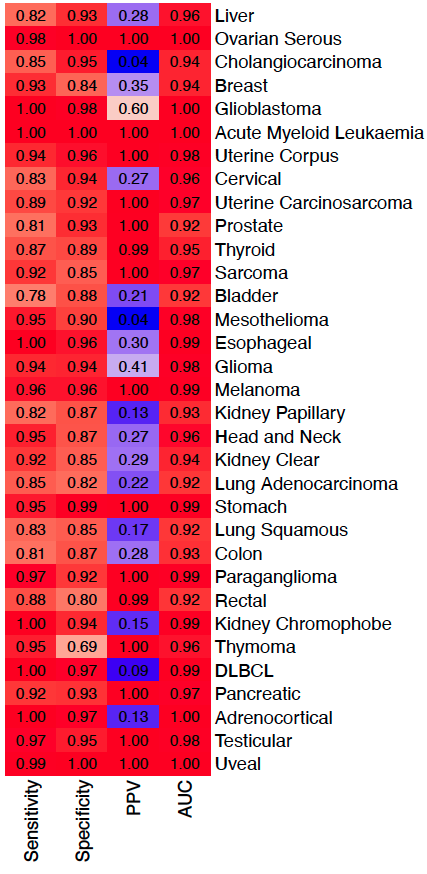 0.82 0.93 0.28 0.96 Liver
0.98 1.00 1.00 1.00 Ovarian Serous
0.85 0.95 0.04 0.94 Cholangiocarcinoma
0.93 0.84 0.35 0.94 Breast
1.00 0.98 0.60 1.00 Glioblastoma
1.00 1.00 1.00 1.00 Acute Myeloid Leukaemia
0.94 0.96 1.00 0.98 Uterine Corpus
0.83 0.94 0.27 0.96 Cervical
0.89 0.92 1.00 0.97 Uterine Carcinosarcoma
0.81 0.93 1.00 0.92 Prostate
0.87 0.89 0.99 0.95 Thyroid
0.92 0.85 1.00 0.97 Sarcoma
0.78 0.88 0.21 0.92 Bladder
0.95 0.90 0.04 0.98 Mesothelioma
1.00 0.96 0.30 0.99 Esophageal
0.94 0.94 0.41 0.98 Glioma
0.96 0.96 1.00 0.99 Melanoma
0.82 0.87 0.13 0.93 Kidney Papillary
0.95 0.87 0.27 0.96 Head and Neck
0.92 0.85 0.29 0.94 Kidney Clear
0.85 0.82 0.22 0.92 Lung Adenocarcinoma
0.95 0.99 1.00 0.99 Stomach
0.83 0.85 0.17 0.92 Lung Squamous
0.81 0.87 0.28 0.93 Colon
0.97 0.92 1.00 0.99 Paraganglioma
0.88 0.80 0.99 0.92 Rectal
1.00 0.94 0.15 0.99 Kidney Chromophobe
0.95 0.69 1.00 0.96 Thymoma
1.00 0.97 0.09 0.99 DLBCL
0.92 0.93 1.00 0.97 Pancreatic
1.00 0.97 0.13 1.00 Adrenocortical
0.97 0.95 1.00 0.98 Testicular
0.99 1.00 1.00 1.00 Uveal
Sensitivity Specificity PPV AUC